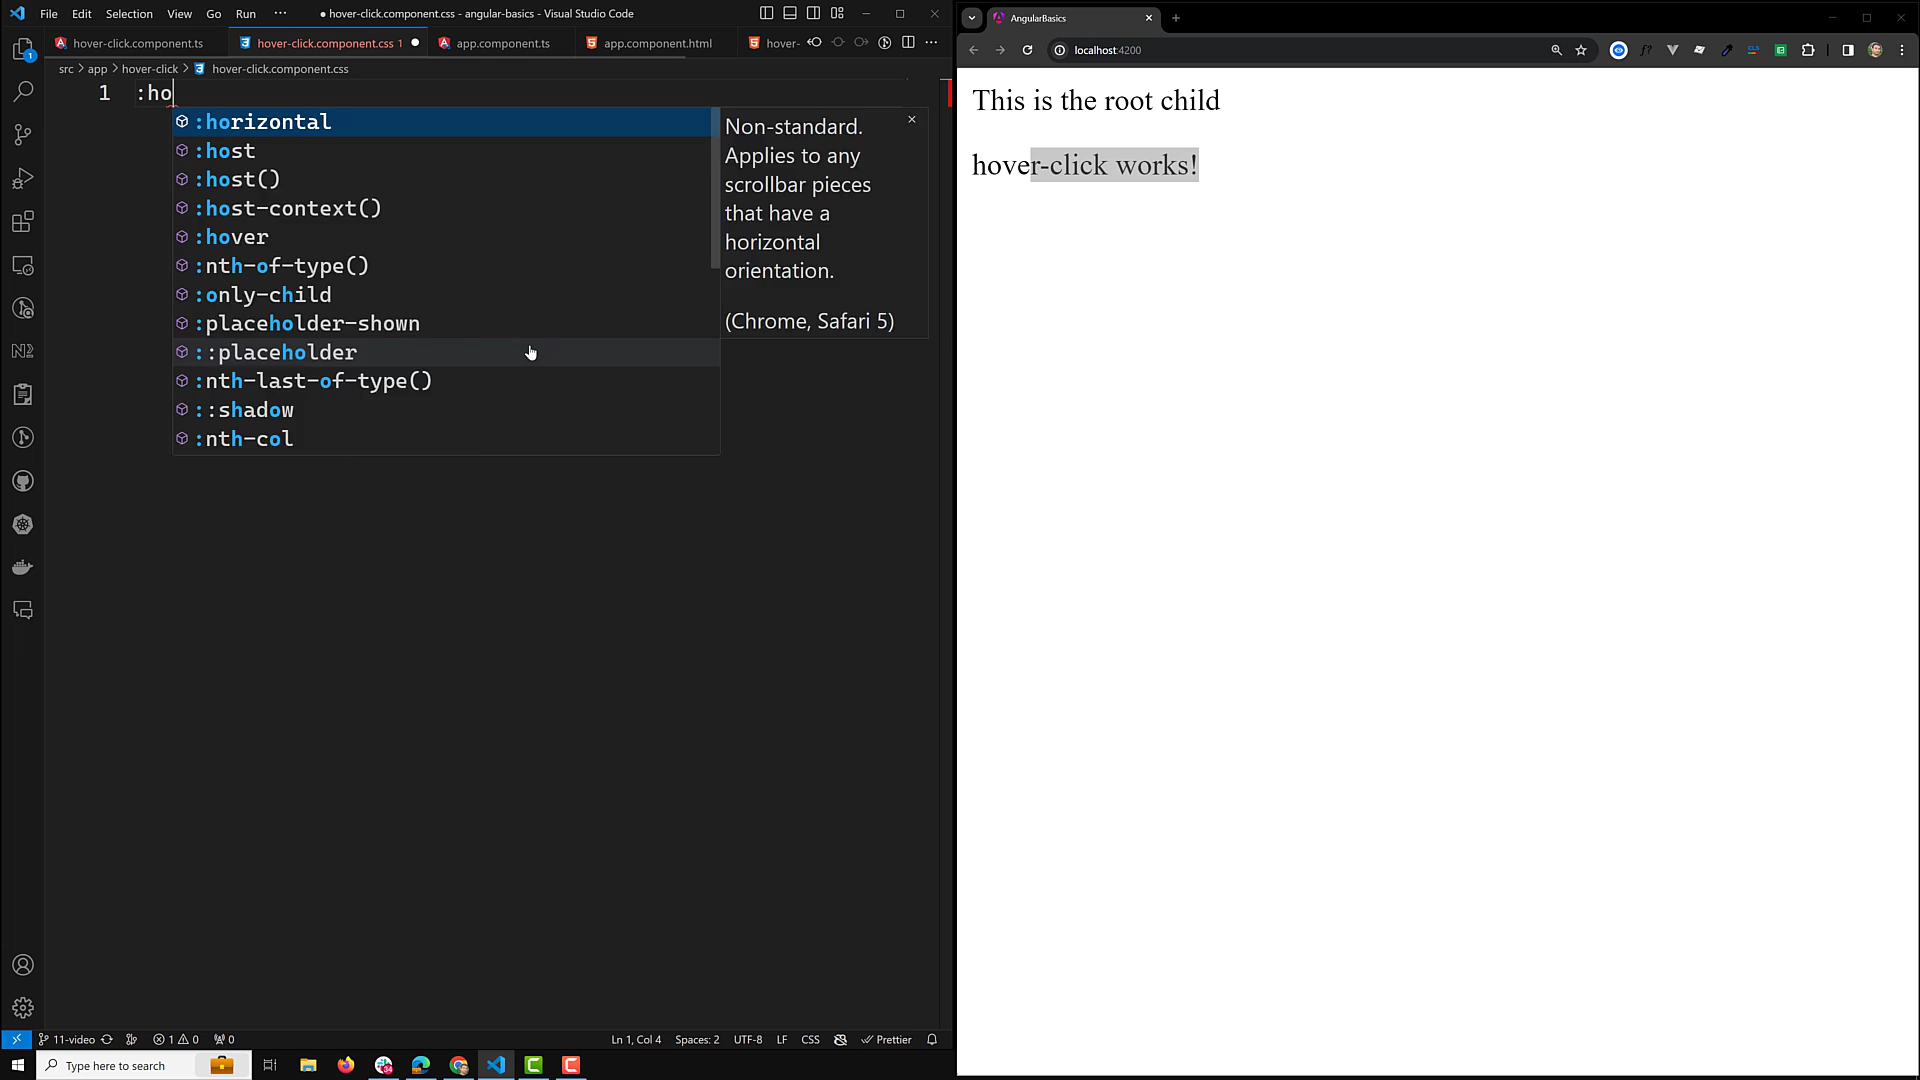 File Edit Selection View Go Run ··· ● hover-click.component.css - angular-basics - Visual Studio Code
hover-click.component.ts hover-click.component.css 1 ● app.component.ts app.component.html hover-
src > app > hover-click > hover-click.component.css
1 :ho
:horizontal
:host
:host()
:host-context()
:hover
:nth-of-type()
:only-child
:placeholder-shown
::placeholder
:nth-last-of-type()
::shadow
:nth-col
Non-standard.
Applies to any
scrollbar pieces
that have a
horizontal
orientation.
(Chrome, Safari 5)
11-video 1 0 0 Ln 1, Col 4 Spaces: 2 UTF-8 LF CSS Prettier
Type here to search
AngularBasics
localhost:4200
This is the root child
hover-click works!